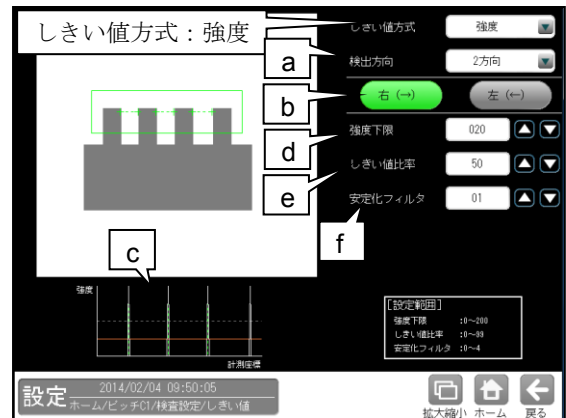 しきい値方式：強度
しきい値方式 強度
a 検出方向 2方向
b 右 (→) 左 (←)
d 強度下限 020
しきい値比率 50
e 安定化フィルタ 01
f
c
強度
計測座標
[設定範囲]
強度下限 :0～200
しきい値比率 :0～99
安定化フィルタ :0～4
設定 2014/02/04 09:50:05
ホーム/ピッチC1/検査設定/しきい値
拡大縮小 ホーム 戻る